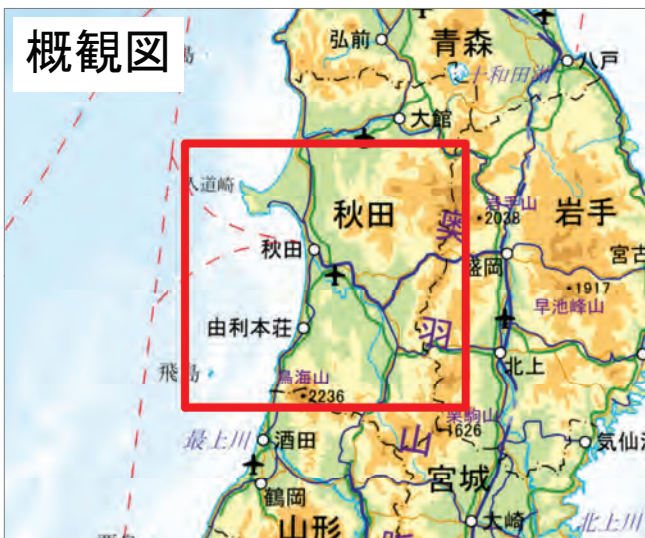 概観図
島
弘前
青森
八戸
十和田湖
大館
入道崎
秋田
岩手山
2038
岩手
秋田
盛岡
宮古
奥
1917
早池峰山
由利本荘
羽
北上
飛島
鳥海山
2236
栗駒山
1626
最上川
酒田
山
気仙沼
宮城
鶴岡
山形
大崎
北上川